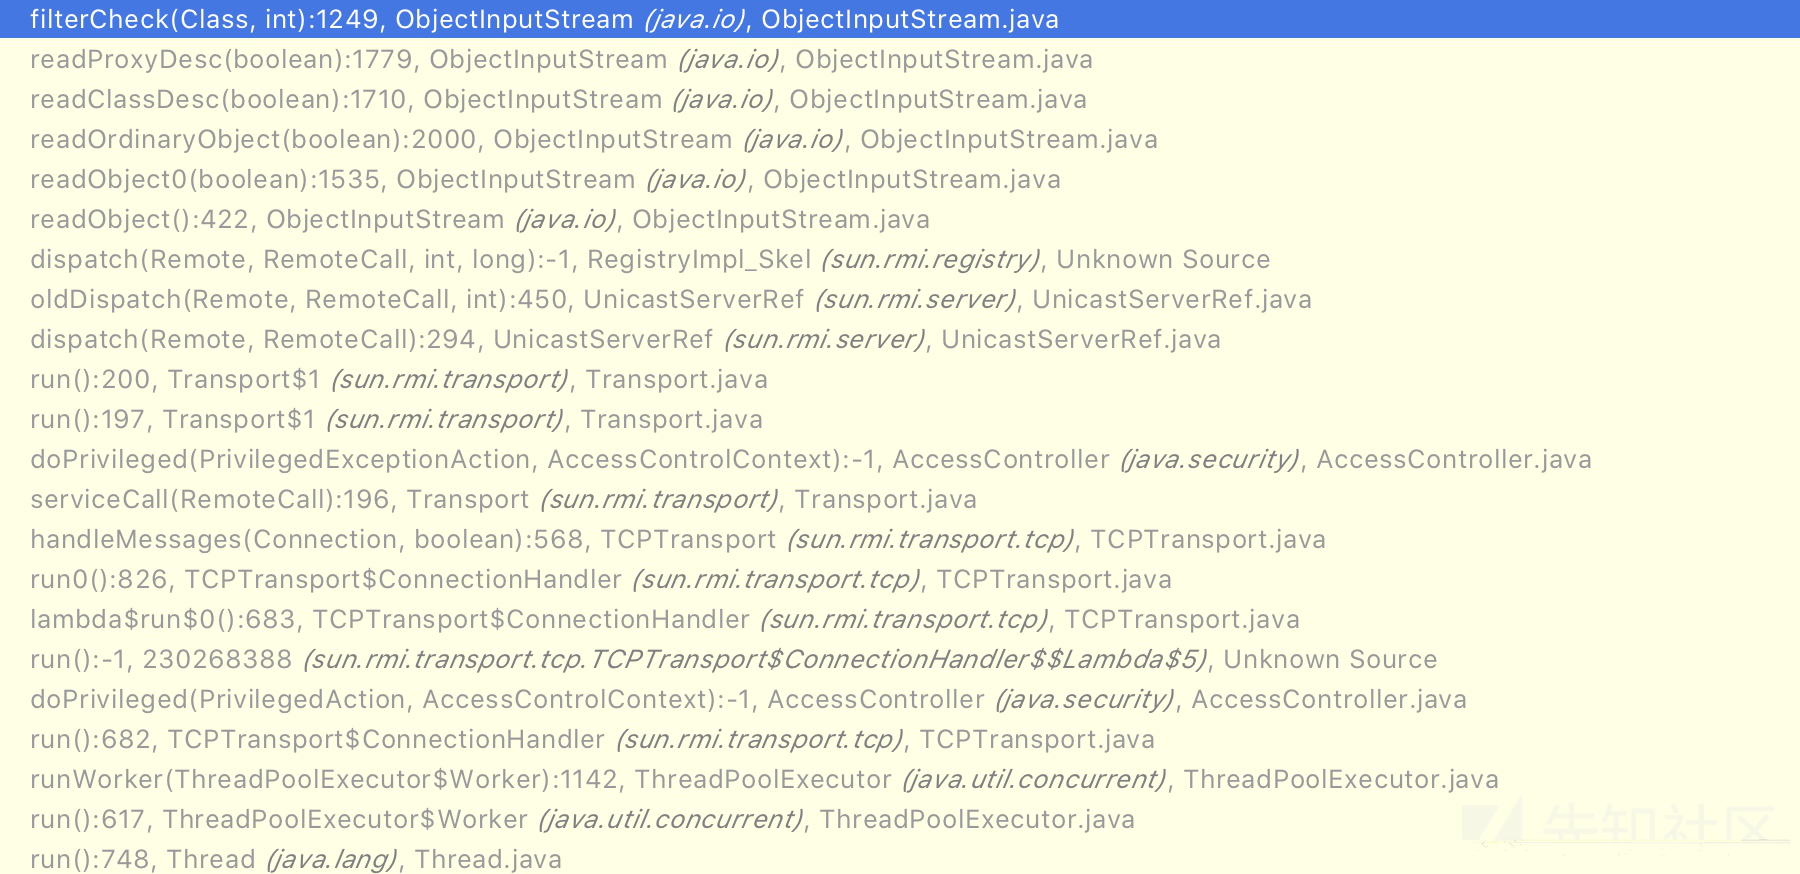 filterCheck(Class, int):1249, ObjectInputStream (java.io), ObjectInputStream.java
readProxyDesc(boolean):1779, ObjectInputStream (java.io), ObjectInputStream.java
readClassDesc(boolean):1710, ObjectInputStream (java.io), ObjectInputStream.java
readOrdinaryObject(boolean):2000, ObjectInputStream (java.io), ObjectInputStream.java
readObject0(boolean):1535, ObjectInputStream (java.io), ObjectInputStream.java
readObject():422, ObjectInputStream (java.io), ObjectInputStream.java
dispatch(Remote, RemoteCall, int, long):-1, RegistryImpl_Skel (sun.rmi.registry), Unknown Source
oldDispatch(Remote, RemoteCall, int):450, UnicastServerRef (sun.rmi.server), UnicastServerRef.java
dispatch(Remote, RemoteCall):294, UnicastServerRef (sun.rmi.server), UnicastServerRef.java
run():200, Transport$1 (sun.rmi.transport), Transport.java
run():197, Transport$1 (sun.rmi.transport), Transport.java
doPrivileged(PrivilegedExceptionAction, AccessControlContext):-1, AccessController (java.security), AccessController.java
serviceCall(RemoteCall):196, Transport (sun.rmi.transport), Transport.java
handleMessages(Connection, boolean):568, TCPTransport (sun.rmi.transport.tcp), TCPTransport.java
run0():826, TCPTransport$ConnectionHandler (sun.rmi.transport.tcp), TCPTransport.java
lambda$run$0():683, TCPTransport$ConnectionHandler (sun.rmi.transport.tcp), TCPTransport.java
run():-1, 230268388 (sun.rmi.transport.tcp.TCPTransport$ConnectionHandler$$Lambda$5), Unknown Source
doPrivileged(PrivilegedAction, AccessControlContext):-1, AccessController (java.security), AccessController.java
run():682, TCPTransport$ConnectionHandler (sun.rmi.transport.tcp), TCPTransport.java
runWorker(ThreadPoolExecutor$Worker):1142, ThreadPoolExecutor (java.util.concurrent), ThreadPoolExecutor.java
run():617, ThreadPoolExecutor$Worker (java.util.concurrent), ThreadPoolExecutor.java
先知社区
run():748, Thread (java.lang), Thread.java